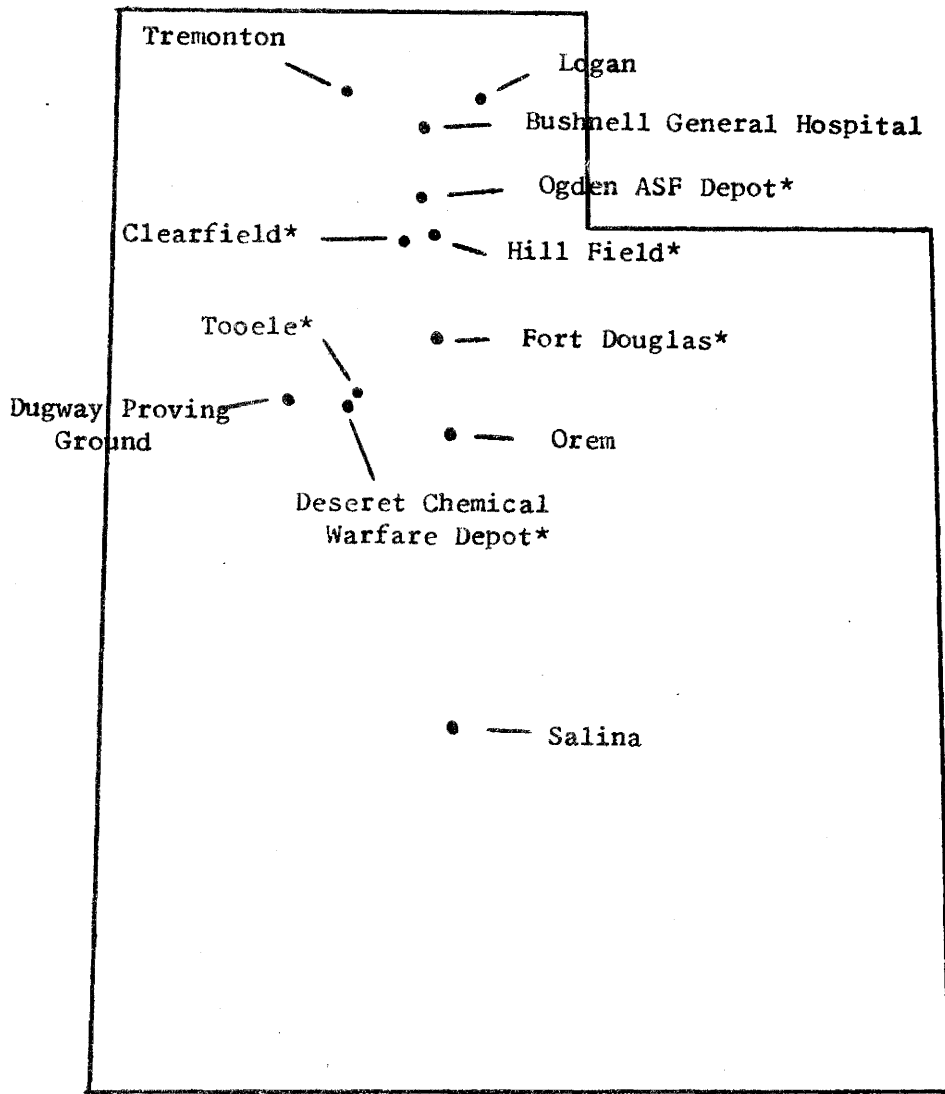 Tremonton
Logan
Bushnell General Hospital
Ogden ASF Depot*
Clearfield*
Hill Field*
Tooele*
Fort Douglas*
Dugway Proving
Ground
Orem
Deseret Chemical
Warfare Depot*
Salina